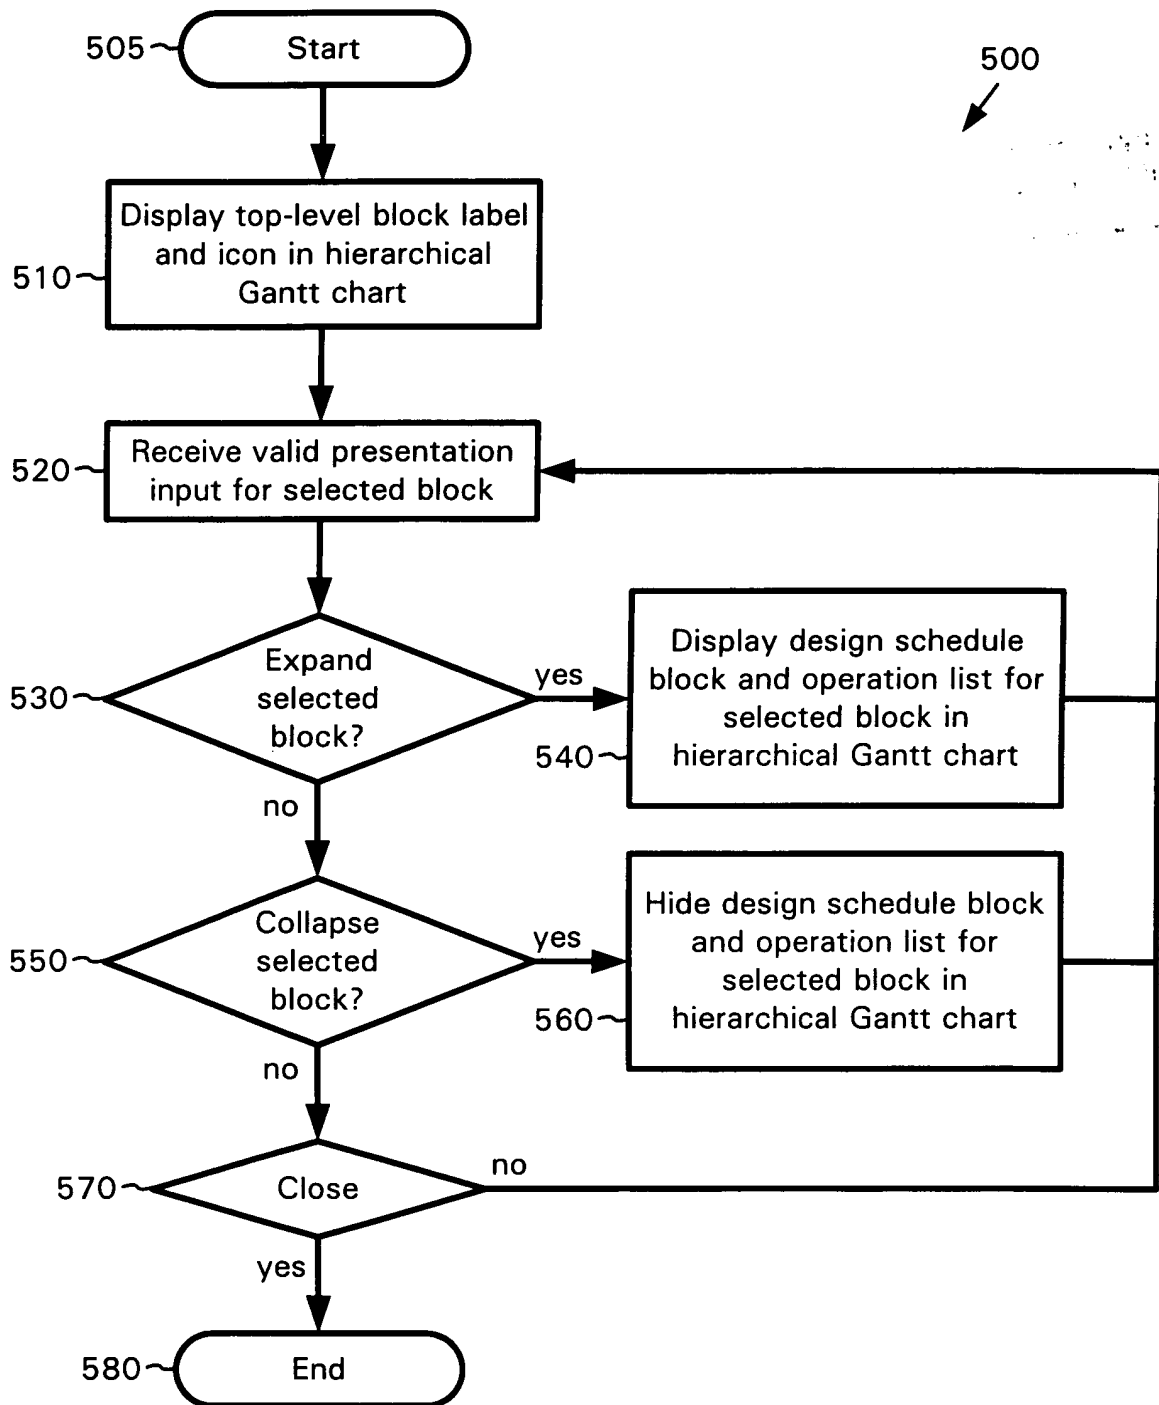 505
Start
500
Display top-level block label
and icon in hierarchical
Gantt chart
510
Receive valid presentation
input for selected block
520
Expand
selected
block?
530
yes
Display design schedule
block and operation list for
selected block in
hierarchical Gantt chart
540
no
Collapse
selected
block?
550
yes
Hide design schedule block
and operation list for
selected block in
hierarchical Gantt chart
560
no
570
Close
no
yes
580
End